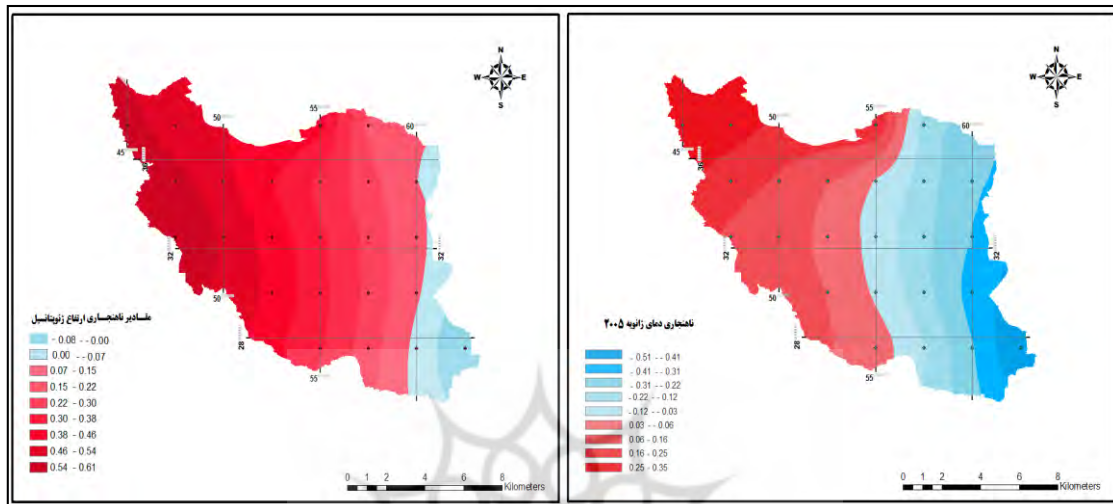 N
W E
S
55
50
60
45
32
32
50
28
55
مقادیر ناهنجاری ارتفاع ژئوپتانسیل
- 0.08 - -0.00
0.00 - -0.07
0.07 - 0.15
0.15 - 0.22
0.22 - 0.30
0.30 - 0.38
0.38 - 0.46
0.46 - 0.54
0.54 - 0.61
0 1 2 4 6 8
Kilometers
N
W E
S
55
50
60
45
32
32
50
28
55
ناهنجاری دمای ژانویه ۲۰۰۵
- 0.51 - -0.41
- 0.41 - -0.31
- 0.31 - -0.22
- 0.22 - -0.12
- 0.12 - -0.03
0.03 - -0.06
0.06 - 0.16
0.16 - 0.25
0.25 - 0.35
0 1 2 4 6 8
Kilometers